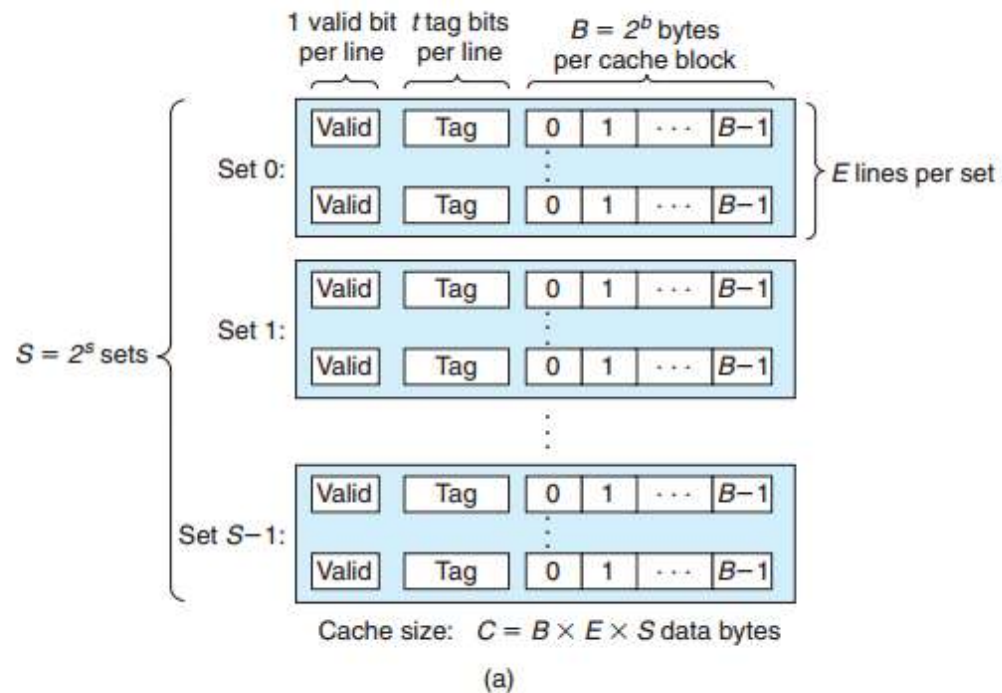 1 valid bit per line
t tag bits per line
B = 2^b bytes per cache block
Valid Tag 0 1 · · · B–1
Set 0:
E lines per set
Valid Tag 0 1 · · · B–1
Valid Tag 0 1 · · · B–1
Set 1:
S = 2^s sets
Valid Tag 0 1 · · · B–1
Valid Tag 0 1 · · · B–1
Set S–1:
Valid Tag 0 1 · · · B–1
Cache size: C = B × E × S data bytes
(a)